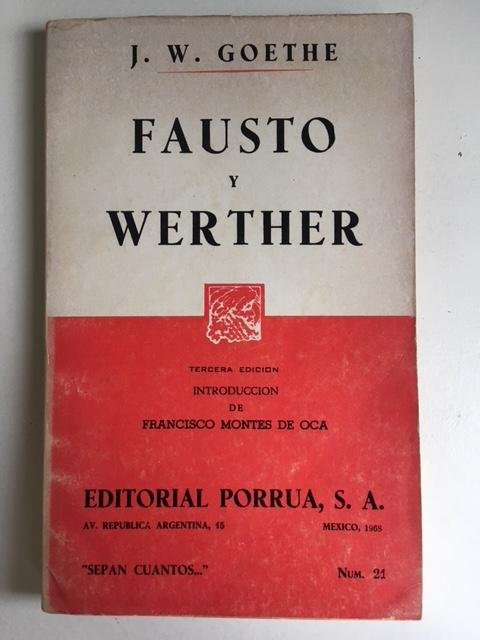 J. W. GOETHE
FAUSTO
Y
WERTHER
TERCERA EDICION
INTRODUCCION
DE
FRANCISCO MONTES DE OCA
EDITORIAL PORRUA, S. A.
AV. REPUBLICA ARGENTINA, 15 MEXICO, 1968
"SEPAN CUANTOS..." NUM. 21